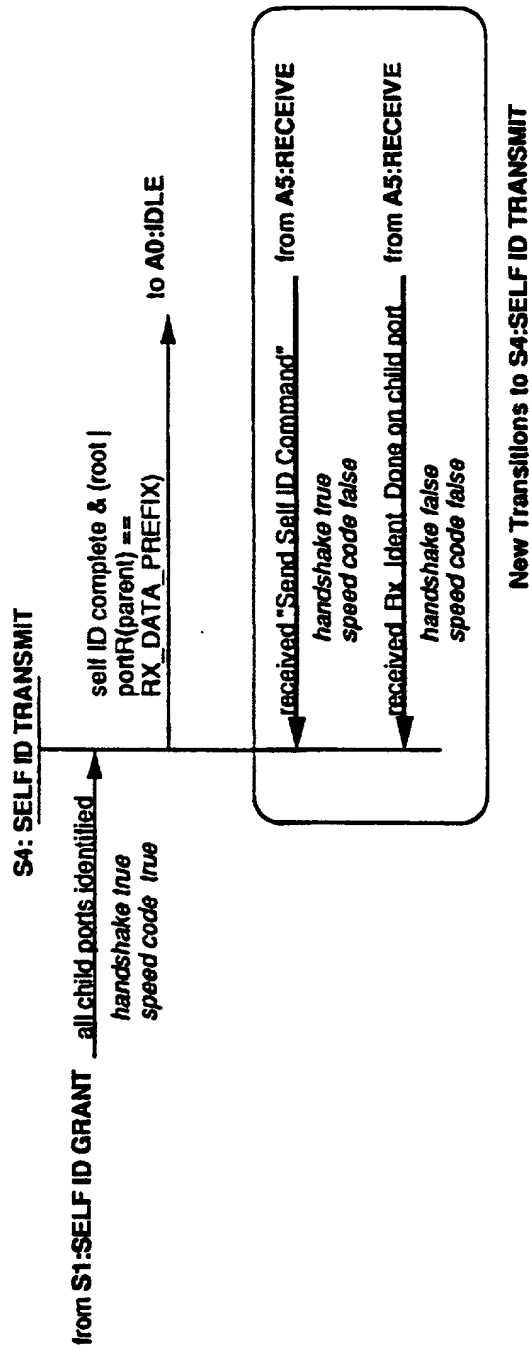 S4: SELF ID TRANSMIT
from S1:SELF ID GRANT
all child ports identified
handshake true
speed code true
self ID complete & (root |
portR(parent) ==
RX_DATA_PREFIX)
to A0:IDLE
received "Send Self ID Command"
handshake true
speed code false
from A5:RECEIVE
received Rx_Ident_Done on child port
handshake false
speed code false
from A5:RECEIVE
New Transitions to S4:SELF ID TRANSMIT